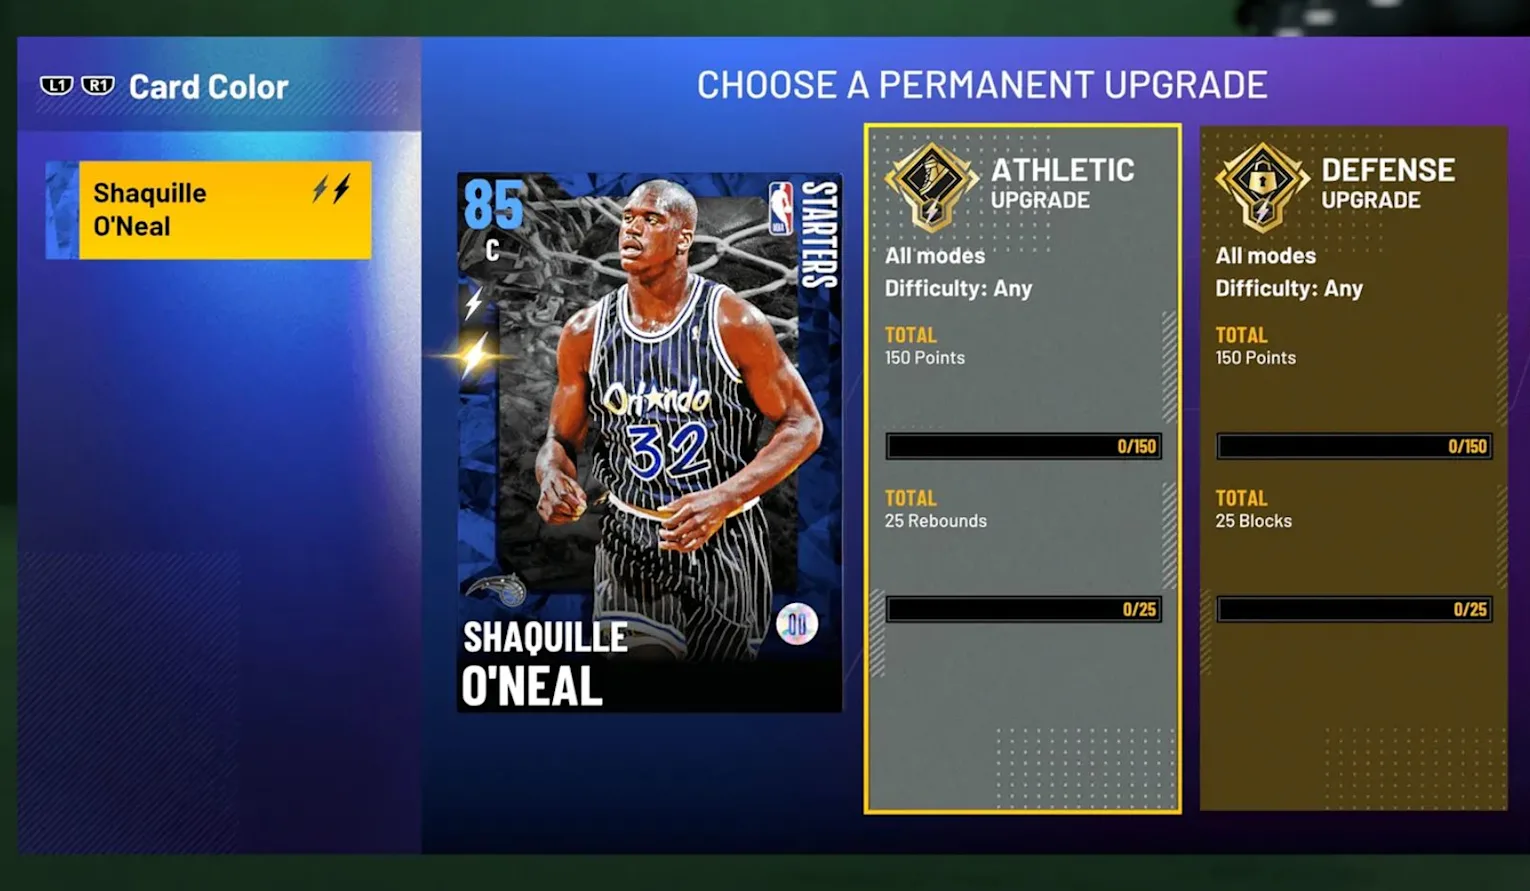 L1 R1 Card Color
Shaquille
O'Neal
CHOOSE A PERMANENT UPGRADE
85
C
NBA
STARTERS
Orlando
32
SHAQUILLE
O'NEAL
ATHLETIC
UPGRADE
All modes
Difficulty: Any
TOTAL
150 Points
0/150
TOTAL
25 Rebounds
0/25
DEFENSE
UPGRADE
All modes
Difficulty: Any
TOTAL
150 Points
0/150
TOTAL
25 Blocks
0/25